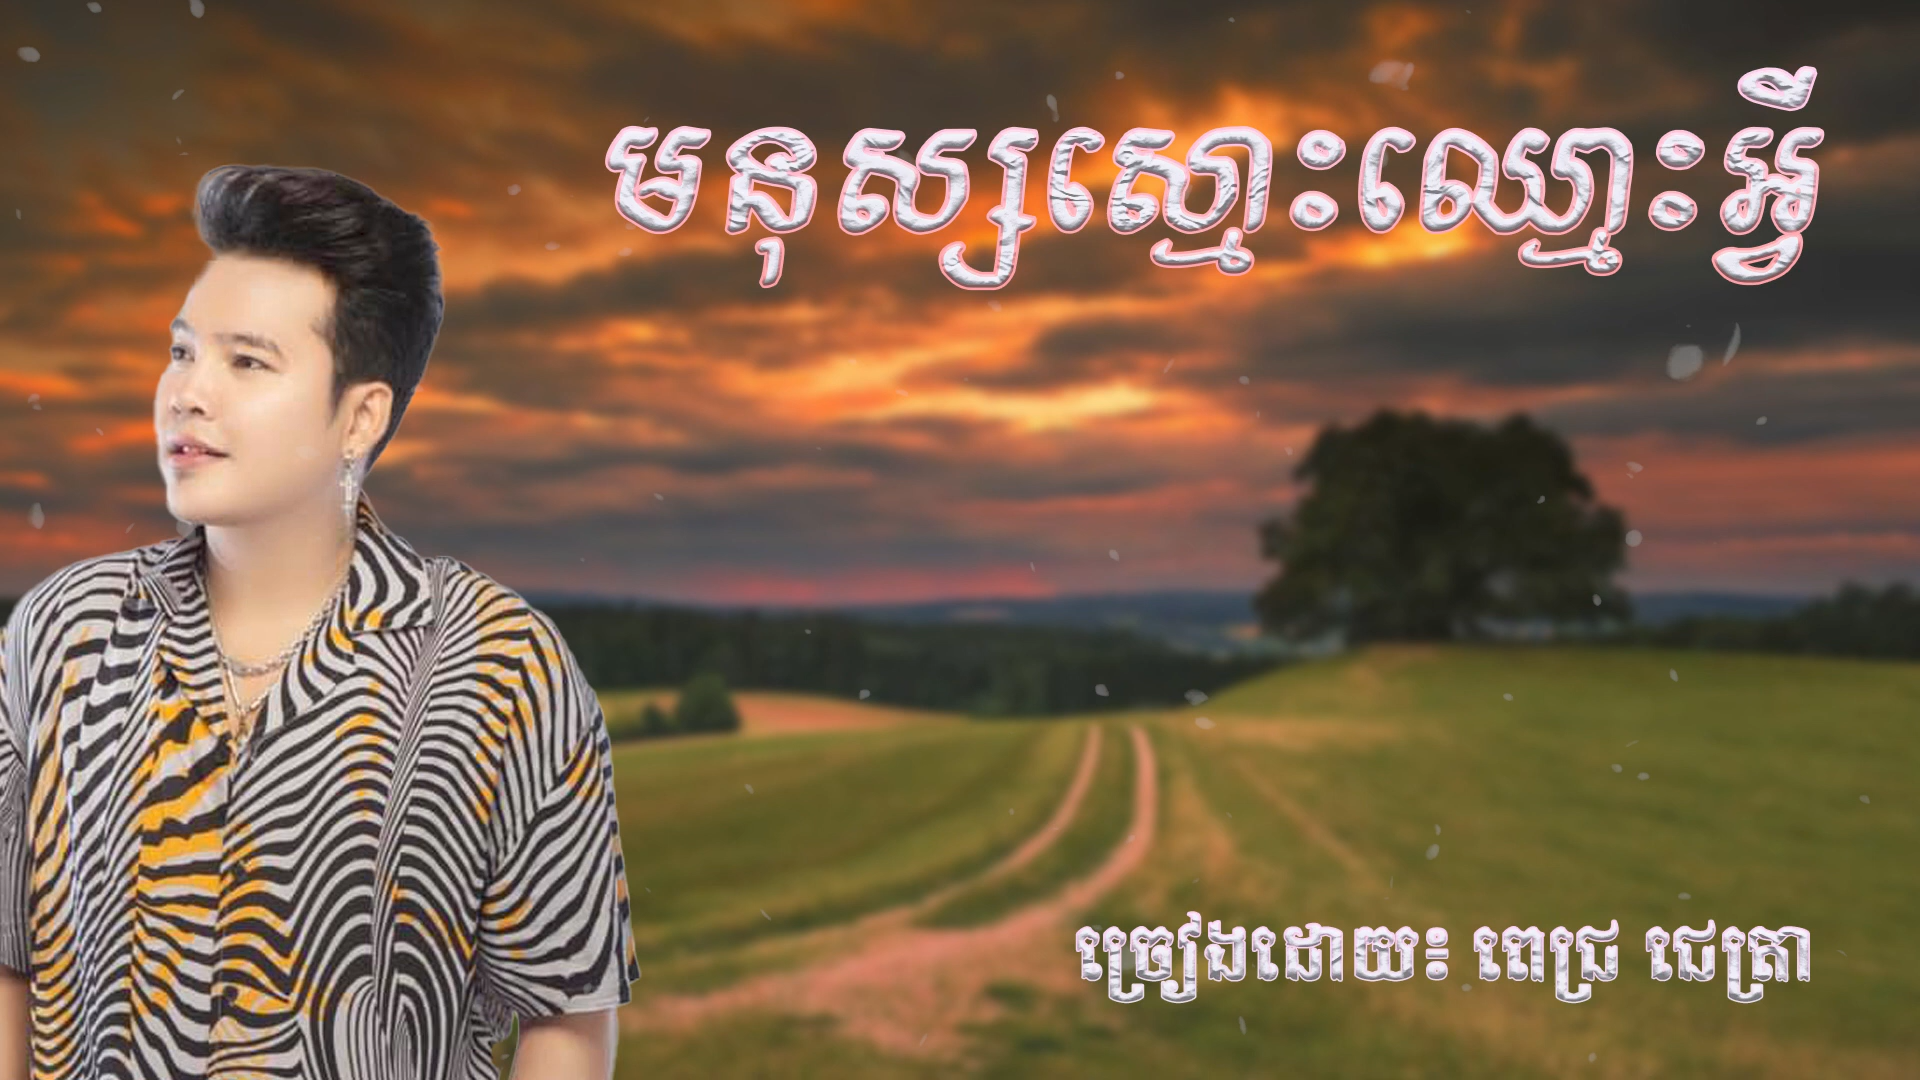 មនុស្សស្មោះឈ្មោះអ្វី
ច្រៀងដោយ៖ ពេជ្រ ជេត្រា